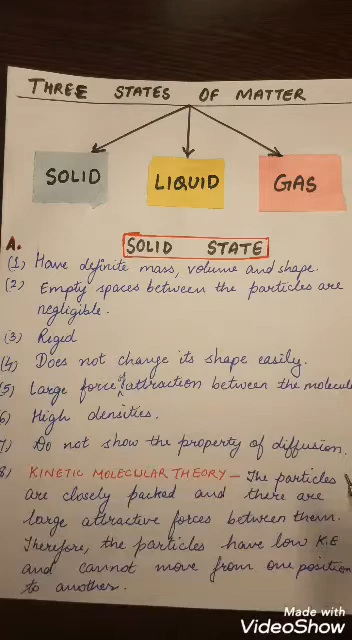 THREE STATES OF MATTER
SOLID
LIQUID
GAS
A. SOLID STATE
(1) Have definite mass, volume and shape.
(2) Empty spaces between the particles are
negligible.
(3) Rigid
(4) Does not change its shape easily.
(5) Large force of attraction between the molecule
6) High densities.
7) Do not show the property of diffusion.
8) KINETIC MOLECULAR THEORY - The particles
are closely packed and there are
large attractive forces between them.
Therefore, the particles have low K.E
and cannot move from one position
to another.
Made with
VideoShow